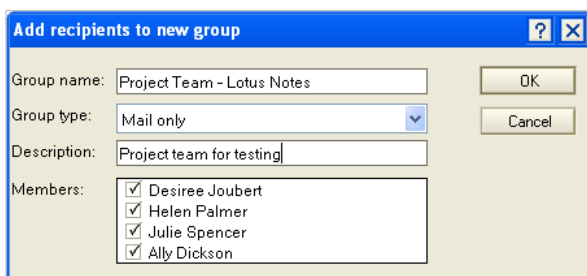 Add recipients to new group
Group name: Project Team - Lotus Notes
OK
Group type: Mail only
Cancel
Description: Project team for testing
Members: Desiree Joubert
Helen Palmer
Julie Spencer
Ally Dickson